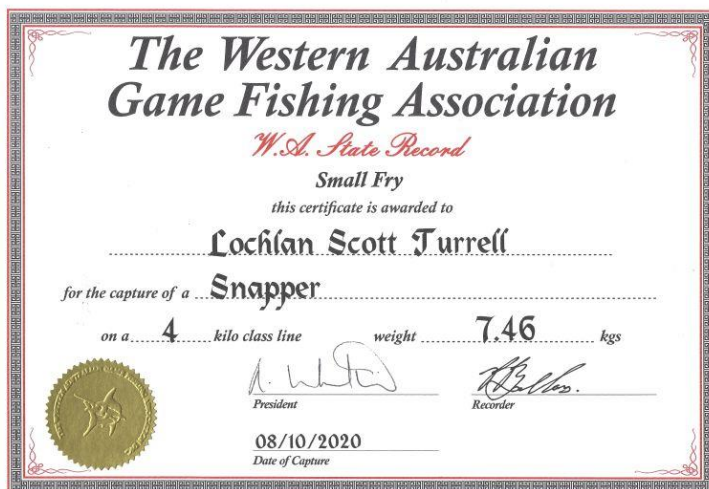 The Western Australian
Game Fishing Association
W.A. State Record
Small Fry
this certificate is awarded to
Lochlan Scott Turrell
for the capture of a Snapper
on a 4 kilo class line weight 7.46 kgs
President
Recorder
08/10/2020
Date of Capture